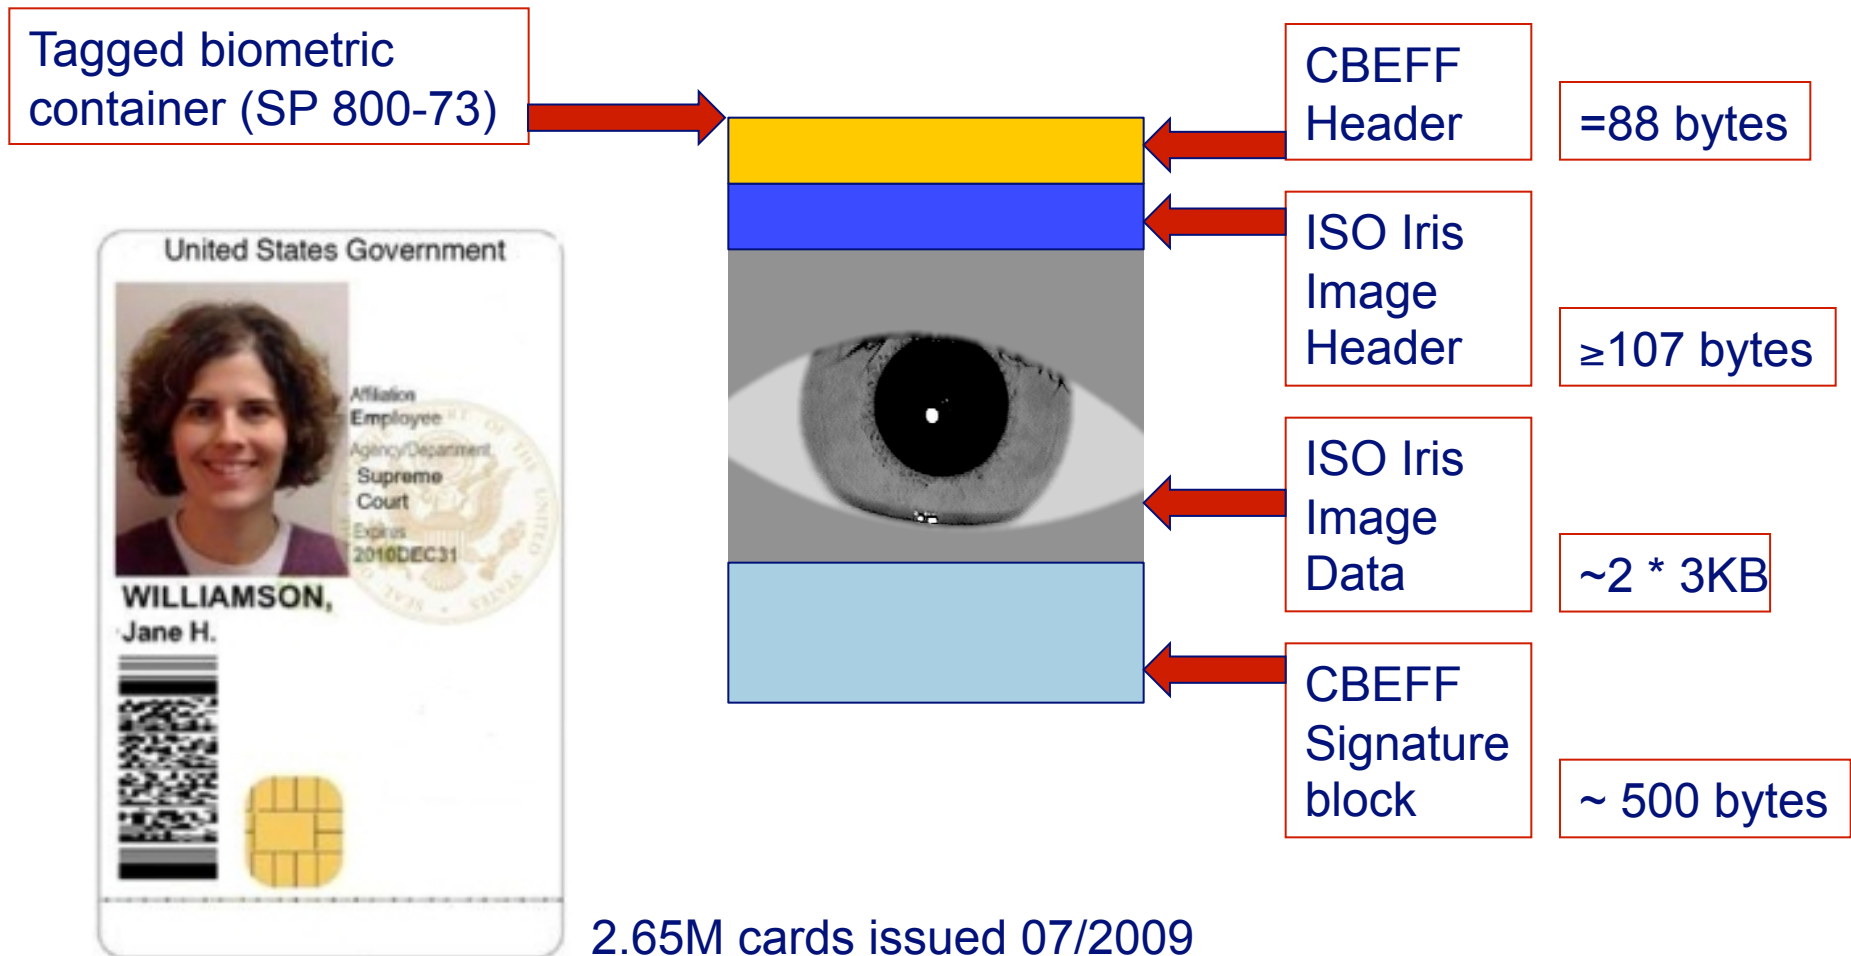 Tagged biometric
container (SP 800-73)
CBEFF
Header
=88 bytes
ISO Iris
Image
Header
≥107 bytes
ISO Iris
Image
Data
~2 * 3KB
CBEFF
Signature
block
~ 500 bytes
United States Government
Affiliation
Employee
Agency/Department
Supreme
Court
Expires
2010DEC31
WILLIAMSON,
Jane H.
2.65M cards issued 07/2009